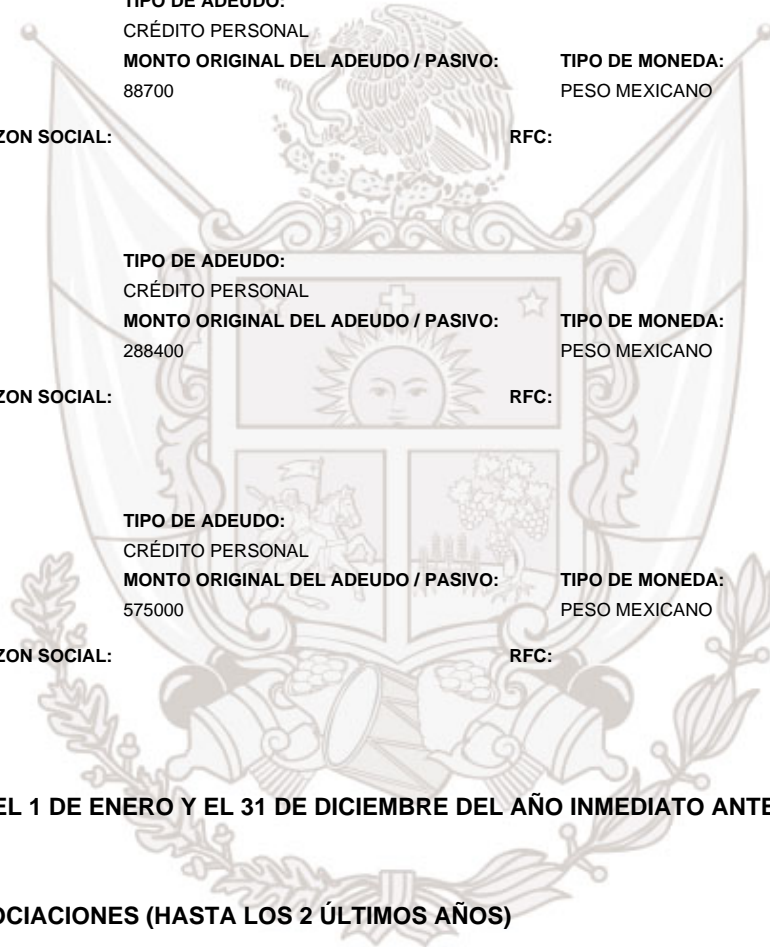 TIPO DE ADEUDO:
CRÉDITO PERSONAL
MONTO ORIGINAL DEL ADEUDO / PASIVO: TIPO DE MONEDA:
88700 PESO MEXICANO
ZON SOCIAL: RFC:
TIPO DE ADEUDO:
CRÉDITO PERSONAL
MONTO ORIGINAL DEL ADEUDO / PASIVO: TIPO DE MONEDA:
288400 PESO MEXICANO
ZON SOCIAL: RFC:
TIPO DE ADEUDO:
CRÉDITO PERSONAL
MONTO ORIGINAL DEL ADEUDO / PASIVO: TIPO DE MONEDA:
575000 PESO MEXICANO
ZON SOCIAL: RFC:
EL 1 DE ENERO Y EL 31 DE DICIEMBRE DEL AÑO INMEDIATO ANTE
OCIACIONES (HASTA LOS 2 ÚLTIMOS AÑOS)